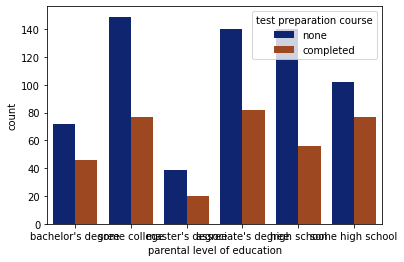 test preparation course
none
completed
140
120
100
80
60
40
20
0
count
bachelor's degree some college master's degree associate's degree high school some high school
parental level of education